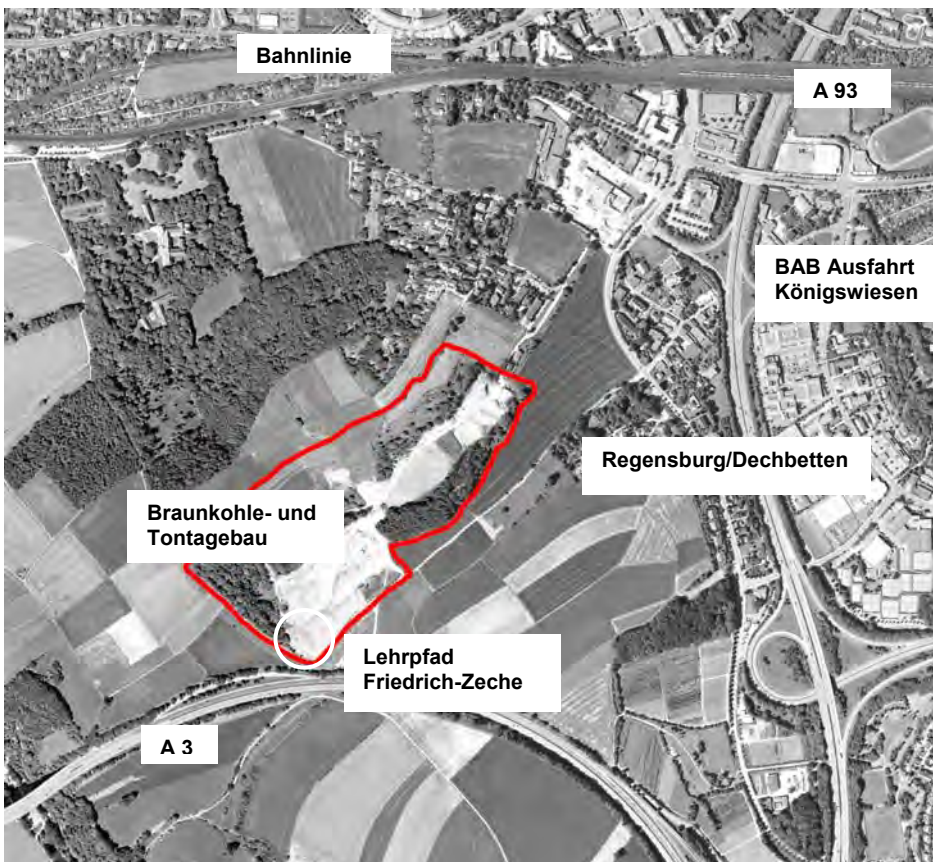 Bahnlinie
A 93
BAB Ausfahrt
Königswiesen
Regensburg/Dechbetten
Braunkohle- und
Tontagebau
Lehrpfad
Friedrich-Zeche
A 3